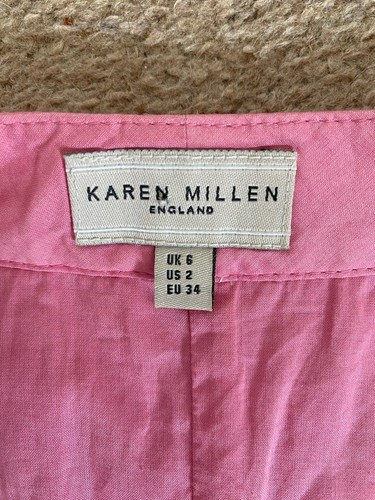 KAREN MILLEN
ENGLAND
UK 6
US 2
EU 34